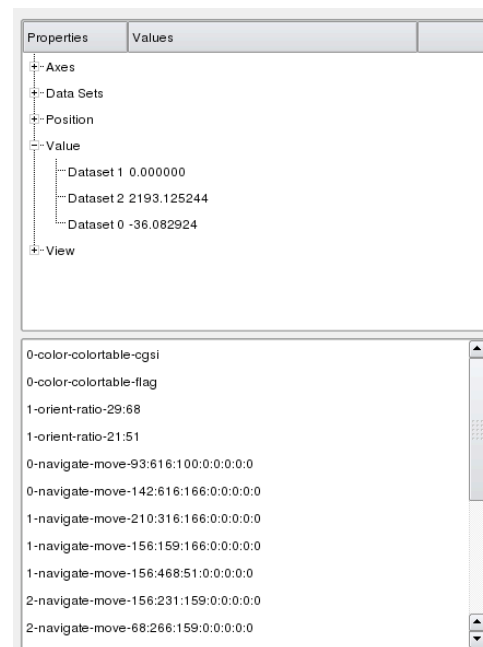 Properties Values
Axes
Data Sets
Position
Value
Dataset 1 0.000000
Dataset 2 2193.125244
Dataset 0 -36.082924
View
0-color-colortable-cgsi
0-color-colortable-flag
1-orient-ratio-29:68
1-orient-ratio-21:51
0-navigate-move-93:616:100:0:0:0:0:0
0-navigate-move-142:616:166:0:0:0:0:0
1-navigate-move-210:316:166:0:0:0:0:0
1-navigate-move-156:159:166:0:0:0:0:0
1-navigate-move-156:468:51:0:0:0:0:0
2-navigate-move-156:231:159:0:0:0:0:0
2-navigate-move-68:266:159:0:0:0:0:0